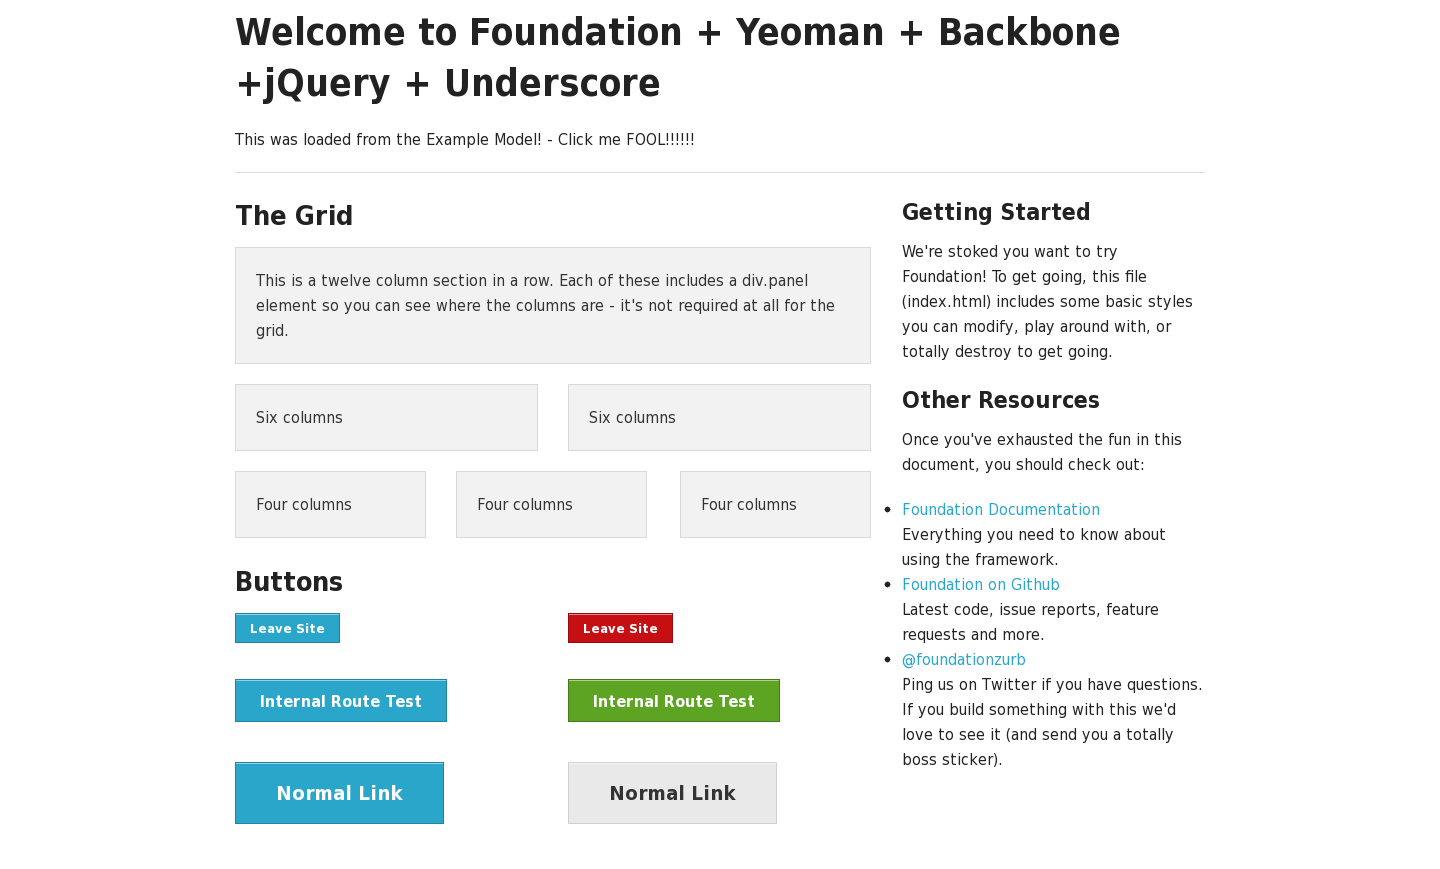 Welcome to Foundation + Yeoman + Backbone
+jQuery + Underscore
This was loaded from the Example Model! - Click me FOOL!!!!!!
The Grid
This is a twelve column section in a row. Each of these includes a div.panel
element so you can see where the columns are - it's not required at all for the
grid.
Six columns
Six columns
Four columns
Four columns
Four columns
Buttons
Leave Site
Leave Site
Internal Route Test
Internal Route Test
Normal Link
Normal Link
Getting Started
We're stoked you want to try
Foundation! To get going, this file
(index.html) includes some basic styles
you can modify, play around with, or
totally destroy to get going.
Other Resources
Once you've exhausted the fun in this
document, you should check out:
Foundation Documentation
Everything you need to know about
using the framework.
Foundation on Github
Latest code, issue reports, feature
requests and more.
@foundationzurb
Ping us on Twitter if you have questions.
If you build something with this we'd
love to see it (and send you a totally
boss sticker).